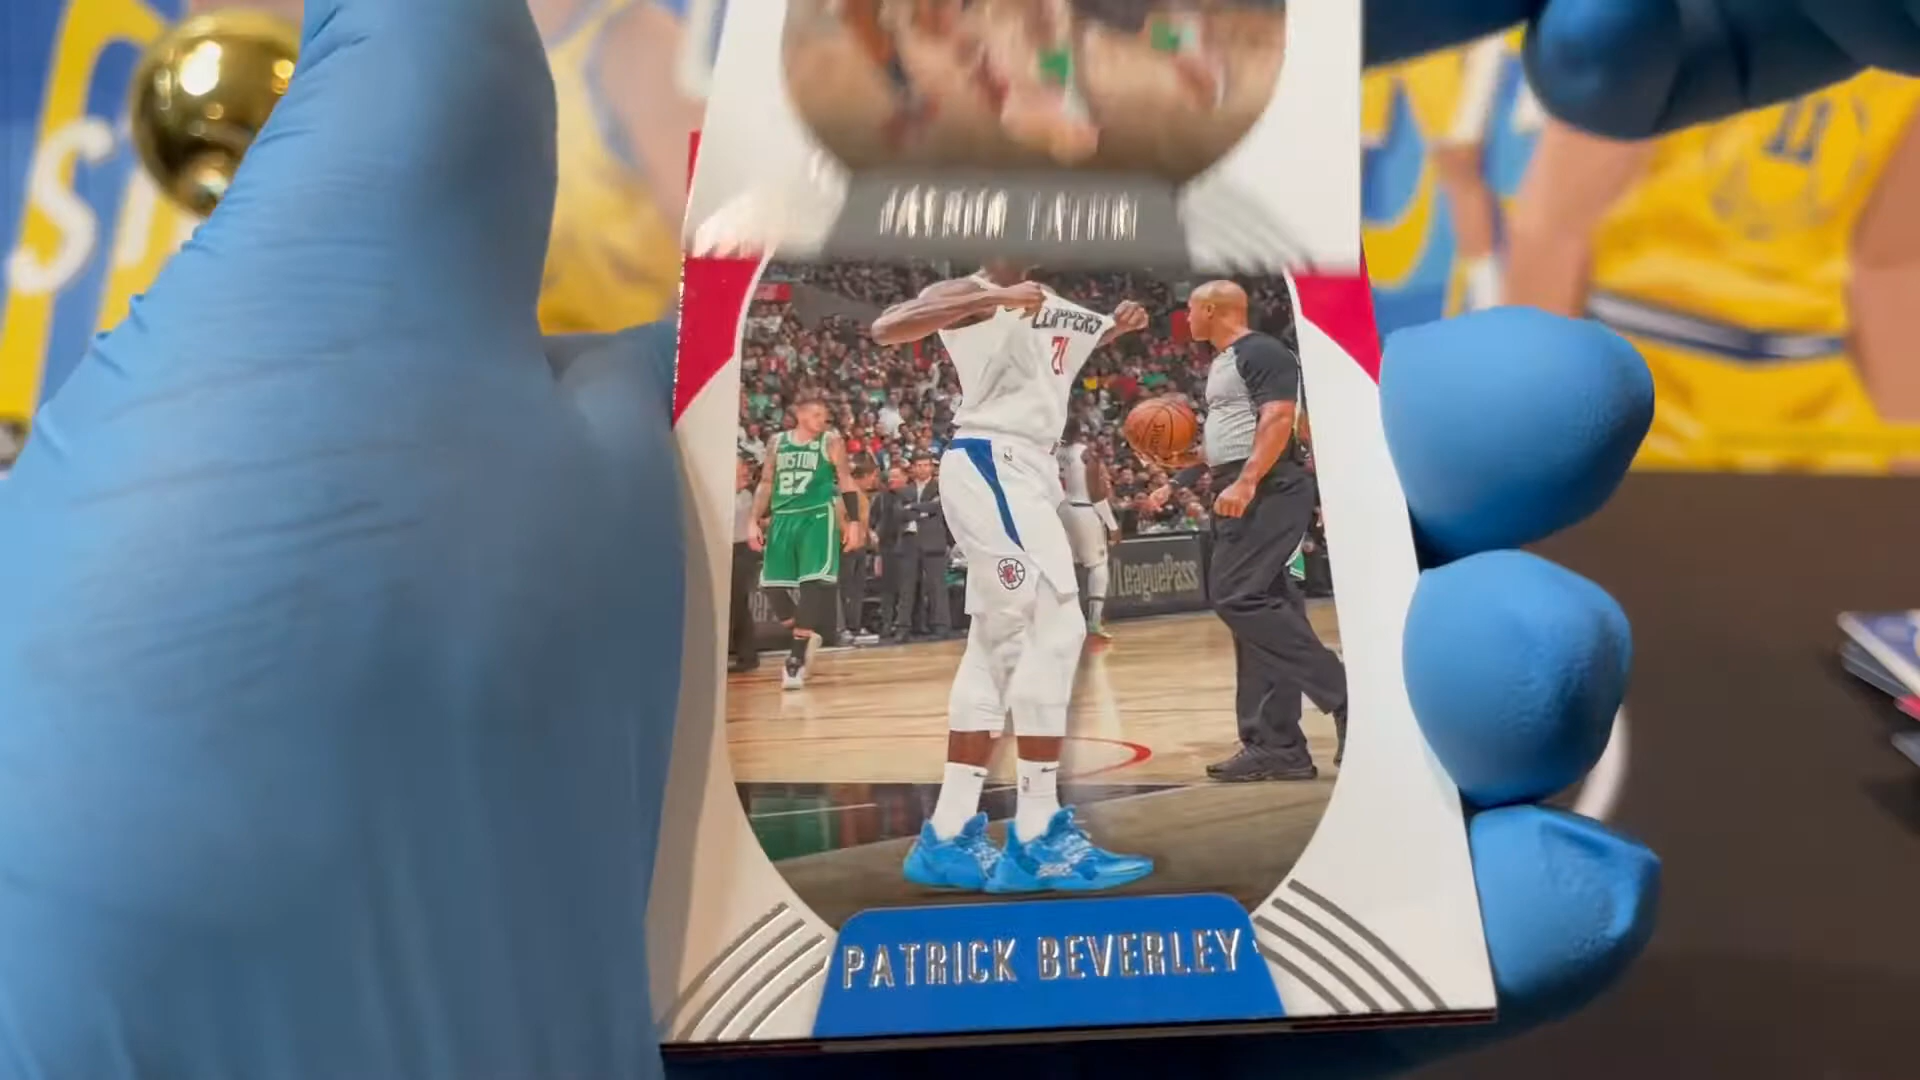 CLIPPERS
21
BOSTON
27
LeaguePass
PATRICK BEVERLEY